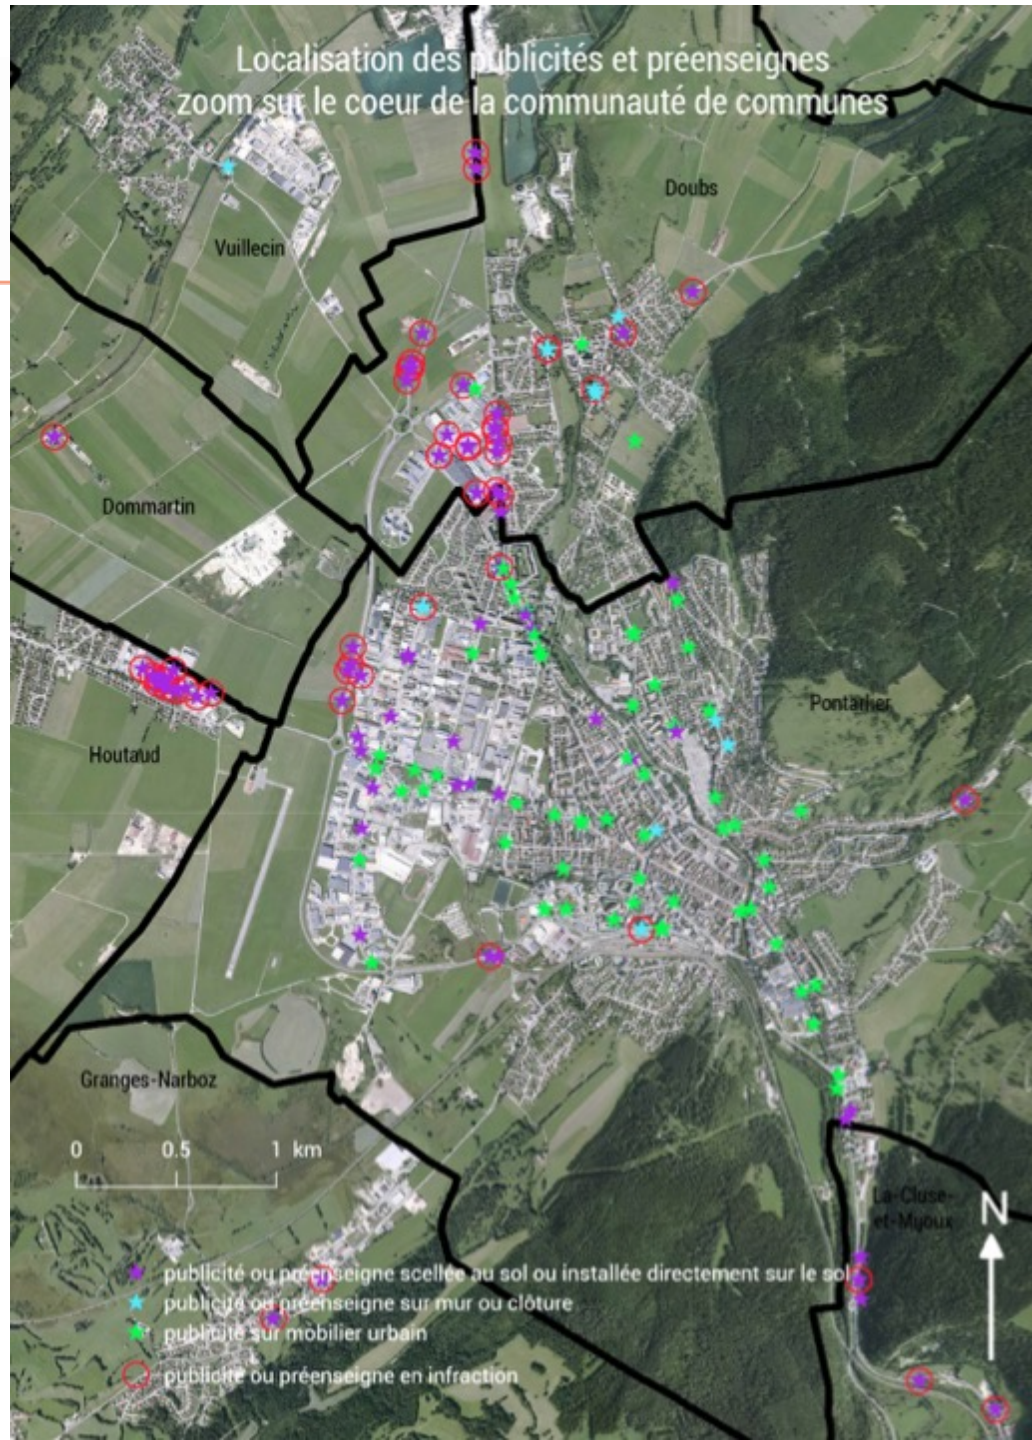 Localisation des publicités et préenseignes
zoom sur le coeur de la communauté de communes
Doubs
Vuillecin
Dommartin
Pontarlier
Houtaud
Granges-Narboz
0 0.5 1 km
La-Cluse-
et-Myoux
N
publicité ou préenseigne scellée au sol ou installée directement sur le sol
publicité ou préenseigne sur mur ou clôture
publicité sur mobilier urbain
publicité ou préenseigne en infraction